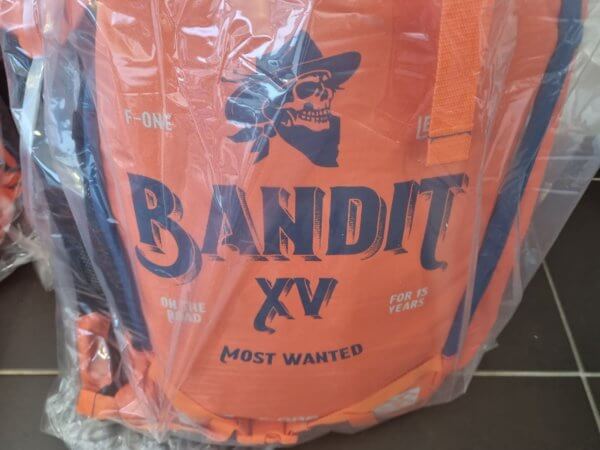 F-ONE
BANDIT
XV
ON THE
ROAD
FOR 15
YEARS
MOST WANTED